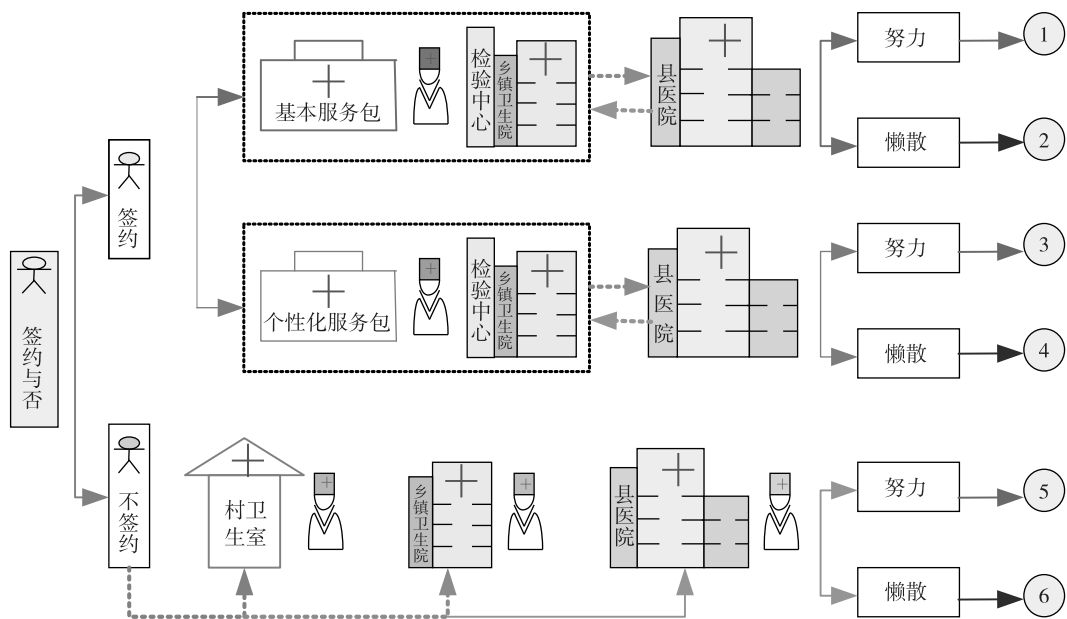 签约与否
签约
基本服务包
检验中心
乡镇卫生院
县医院
努力
1
懒散
2
个性化服务包
检验中心
乡镇卫生院
县医院
努力
3
懒散
4
不签约
村卫
生室
乡镇卫生院
县医院
努力
5
懒散
6